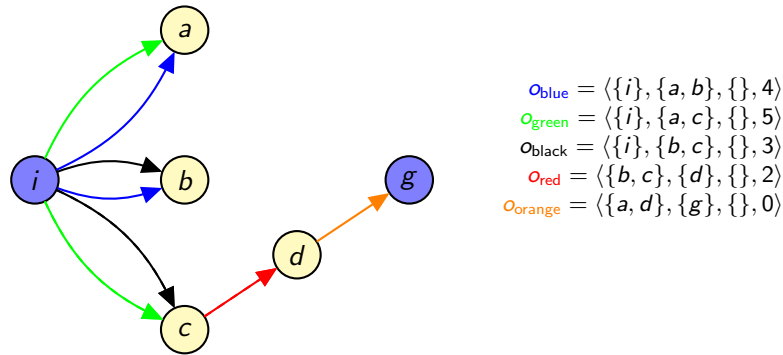 a
i
b
g
d
c
o_blue = ⟨{i}, {a, b}, {}, 4⟩
o_green = ⟨{i}, {a, c}, {}, 5⟩
o_black = ⟨{i}, {b, c}, {}, 3⟩
o_red = ⟨{b, c}, {d}, {}, 2⟩
o_orange = ⟨{a, d}, {g}, {}, 0⟩